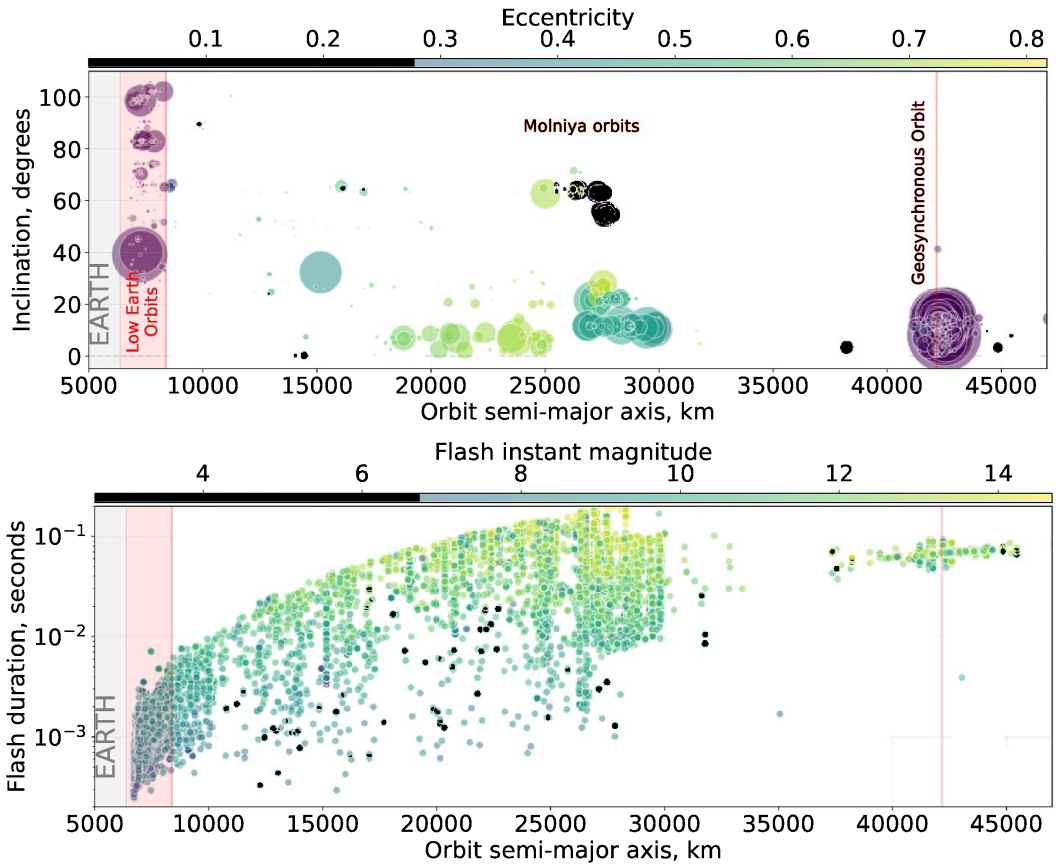 Eccentricity
0.1 0.2 0.3 0.4 0.5 0.6 0.7 0.8
Inclination, degrees
100
80
60
40
20
0
EARTH
Low Earth
Orbits
Molniya orbits
Geosynchronous Orbit
5000 10000 15000 20000 25000 30000 35000 40000 45000
Orbit semi-major axis, km
Flash instant magnitude
4 6 8 10 12 14
Flash duration, seconds
10⁻¹
10⁻²
10⁻³
EARTH
5000 10000 15000 20000 25000 30000 35000 40000 45000
Orbit semi-major axis, km